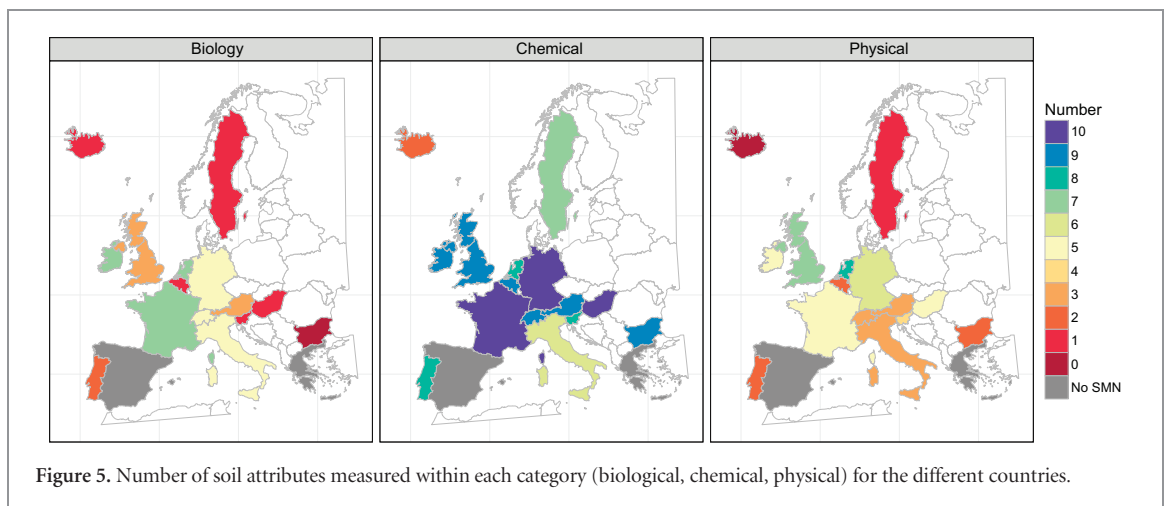 Biology
Chemical
Physical
Number
10
9
8
7
6
5
4
3
2
1
0
No SMN
Figure 5. Number of soil attributes measured within each category (biological, chemical, physical) for the different countries.